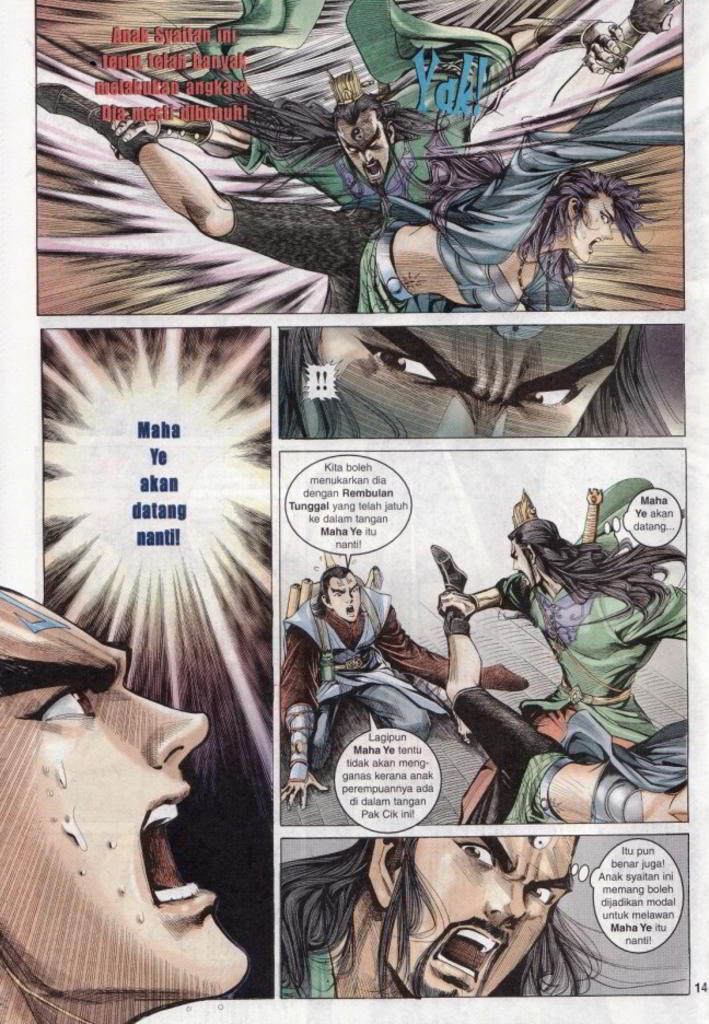 Anak Syaitan ini
tentu telah banyak
melakukan angkara.
Dia mesti dibunuh!
Yak!
!!
Maha
Ye
akan
datang
nanti!
Kita boleh
menukarkan dia
dengan Rembulan
Tunggal yang telah jatuh
ke dalam tangan
Maha Ye itu
nanti!
Maha
Ye akan
datang...
Lagipun
Maha Ye tentu
tidak akan meng-
ganas kerana anak
perempuannya ada
di dalam tangan
Pak Cik ini!
Itu pun
benar juga!
Anak syaitan ini
memang boleh
dijadikan modal
untuk melawan
Maha Ye itu
nanti!
14